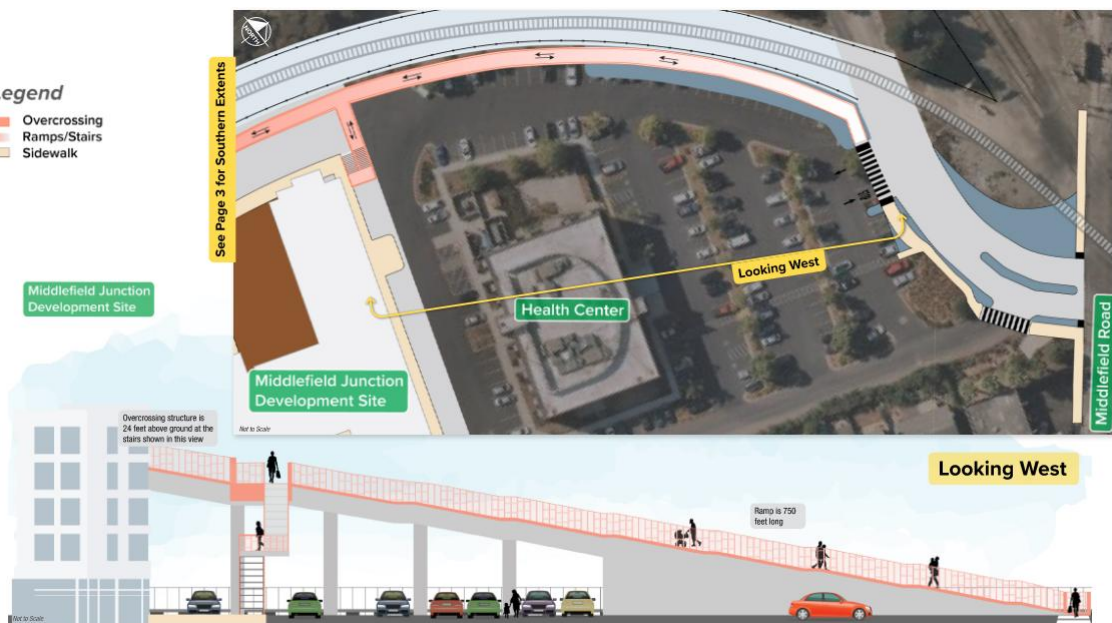 NORTH
See Page 3 for Southern Extents
egend
Overcrossing
Ramps/Stairs
Sidewalk
Looking West
Health Center
Middlefield Junction
Development Site
Middlefield Junction
Development Site
Middlefield Road
Not to Scale
Overcrossing structure is
24 feet above ground at the
stairs shown in this view
Looking West
Ramp is 750
feet long
Not to Scale